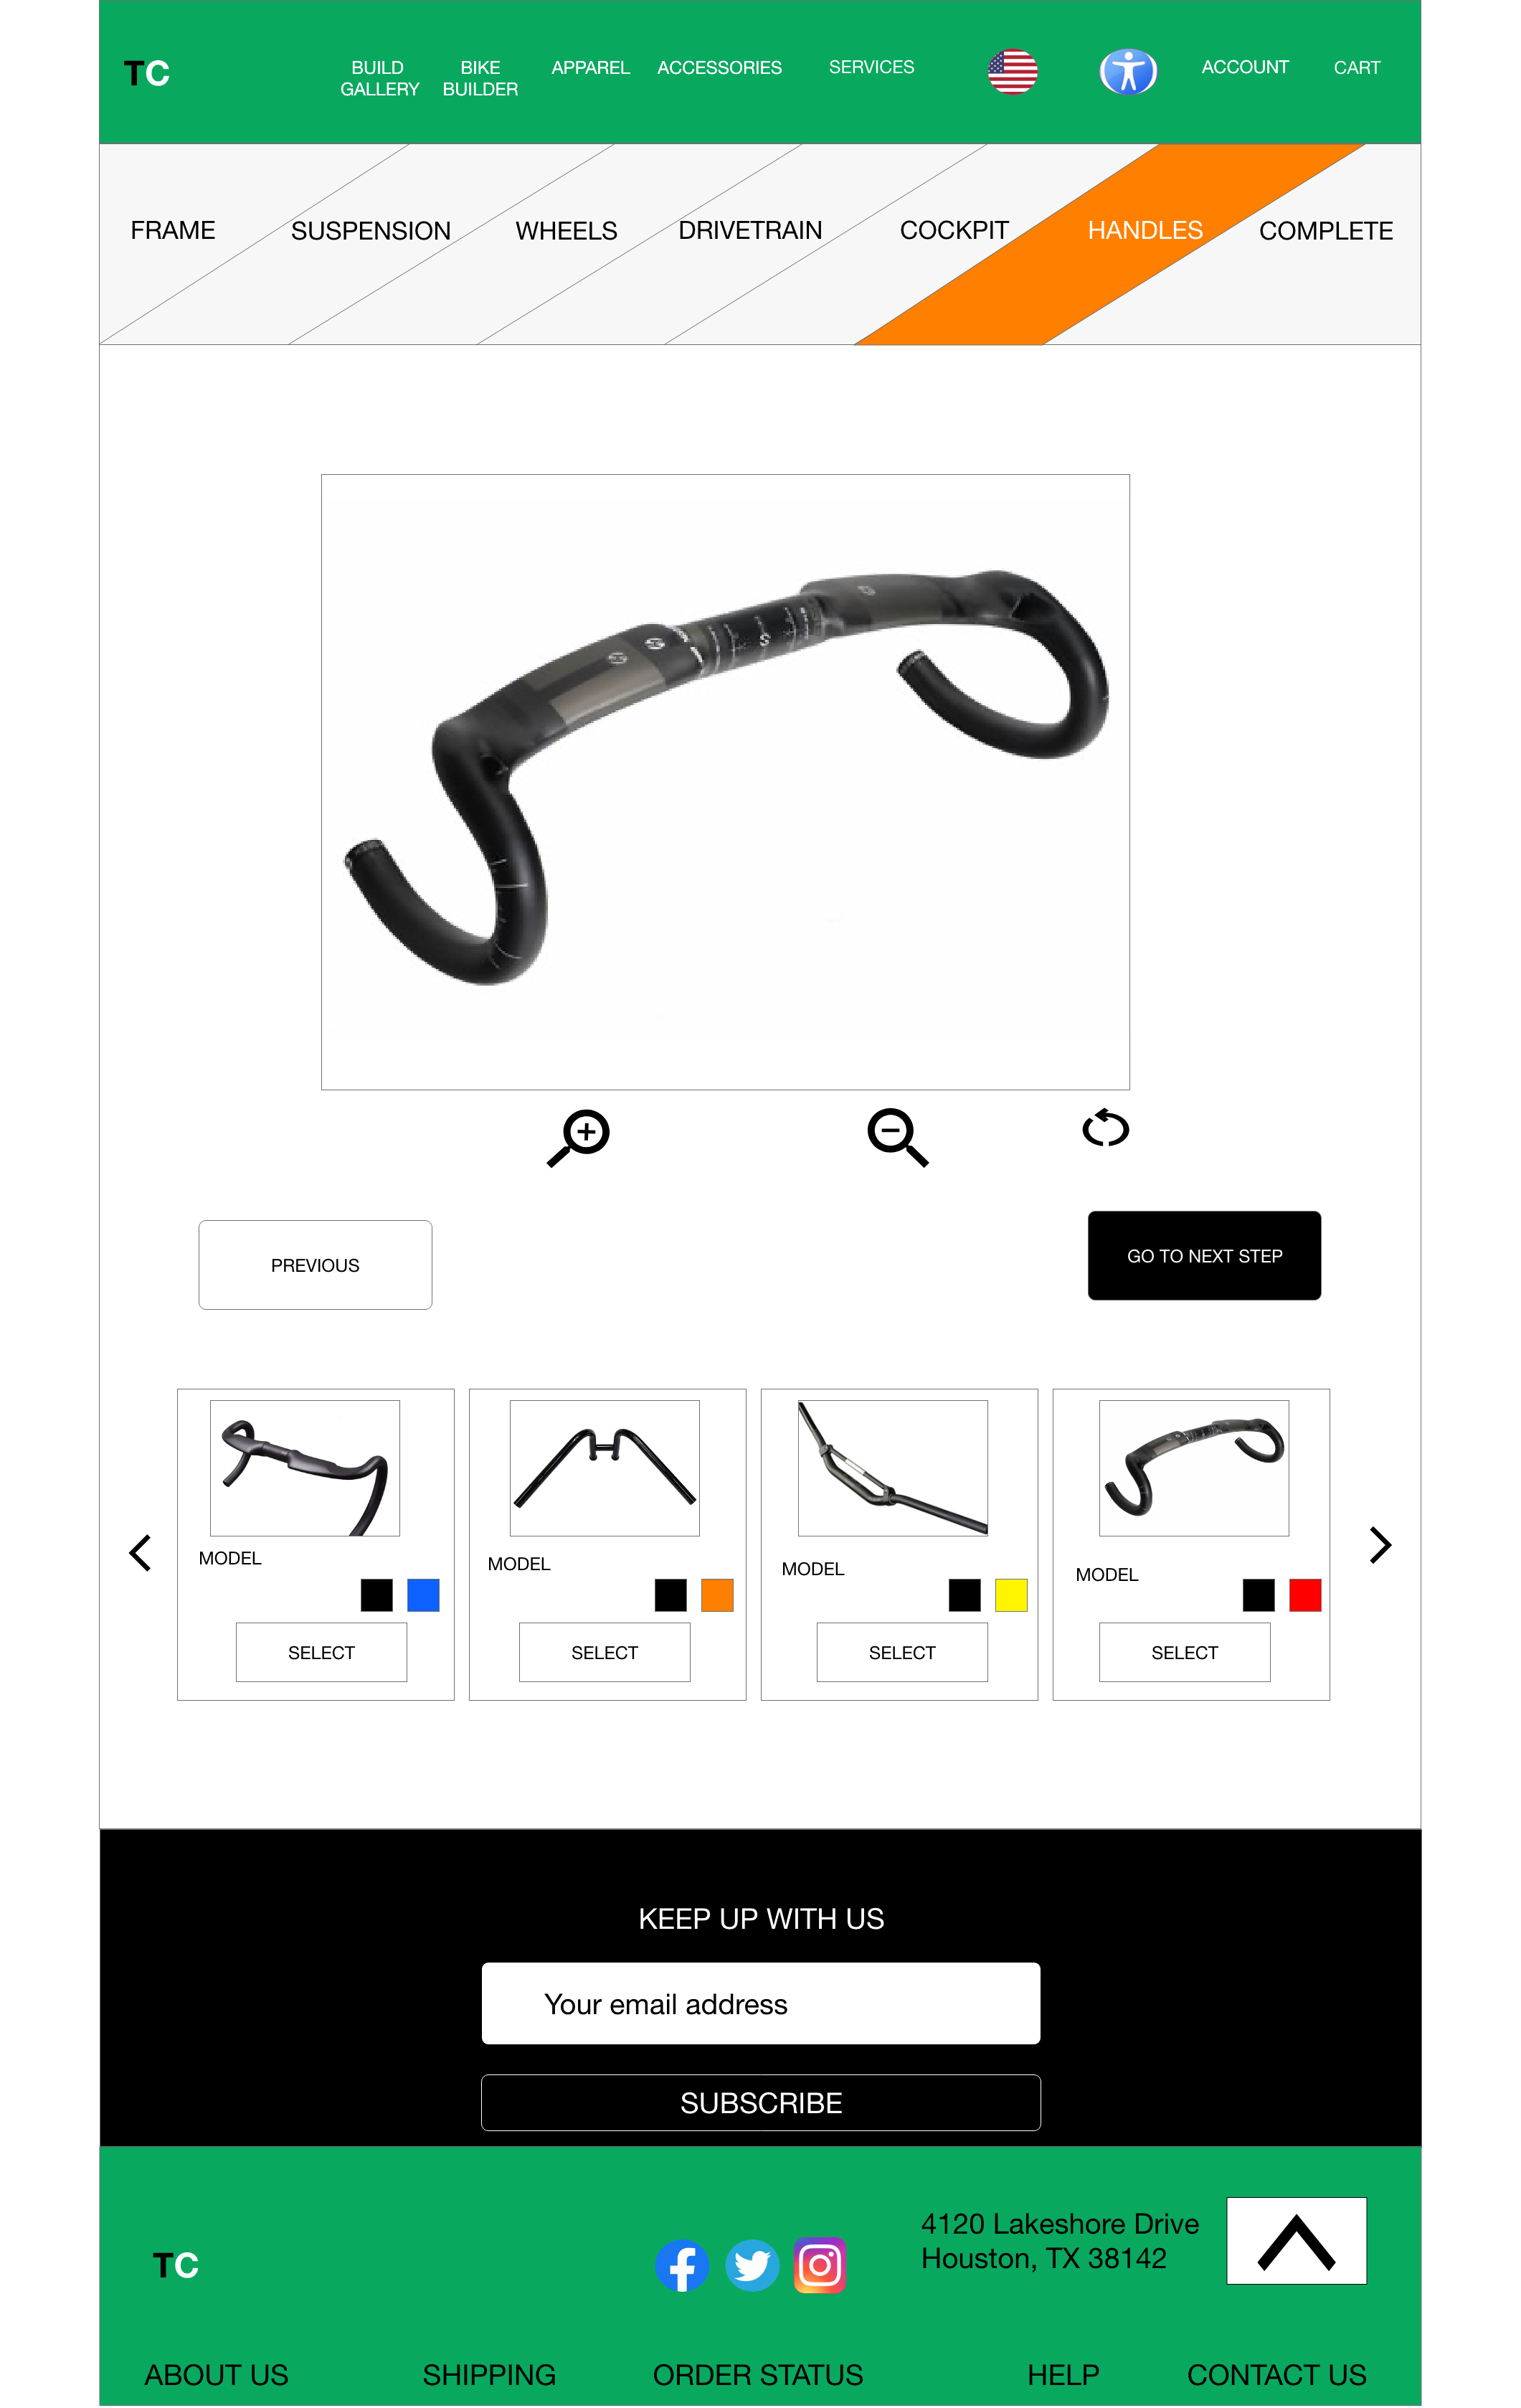 TC
BUILD
GALLERY
BIKE
BUILDER
APPAREL
ACCESSORIES
SERVICES
ACCOUNT
CART
FRAME
SUSPENSION
WHEELS
DRIVETRAIN
COCKPIT
HANDLES
COMPLETE
PREVIOUS
GO TO NEXT STEP
MODEL
SELECT
MODEL
SELECT
MODEL
SELECT
MODEL
SELECT
KEEP UP WITH US
Your email address
SUBSCRIBE
TC
4120 Lakeshore Drive
Houston, TX 38142
ABOUT US
SHIPPING
ORDER STATUS
HELP
CONTACT US